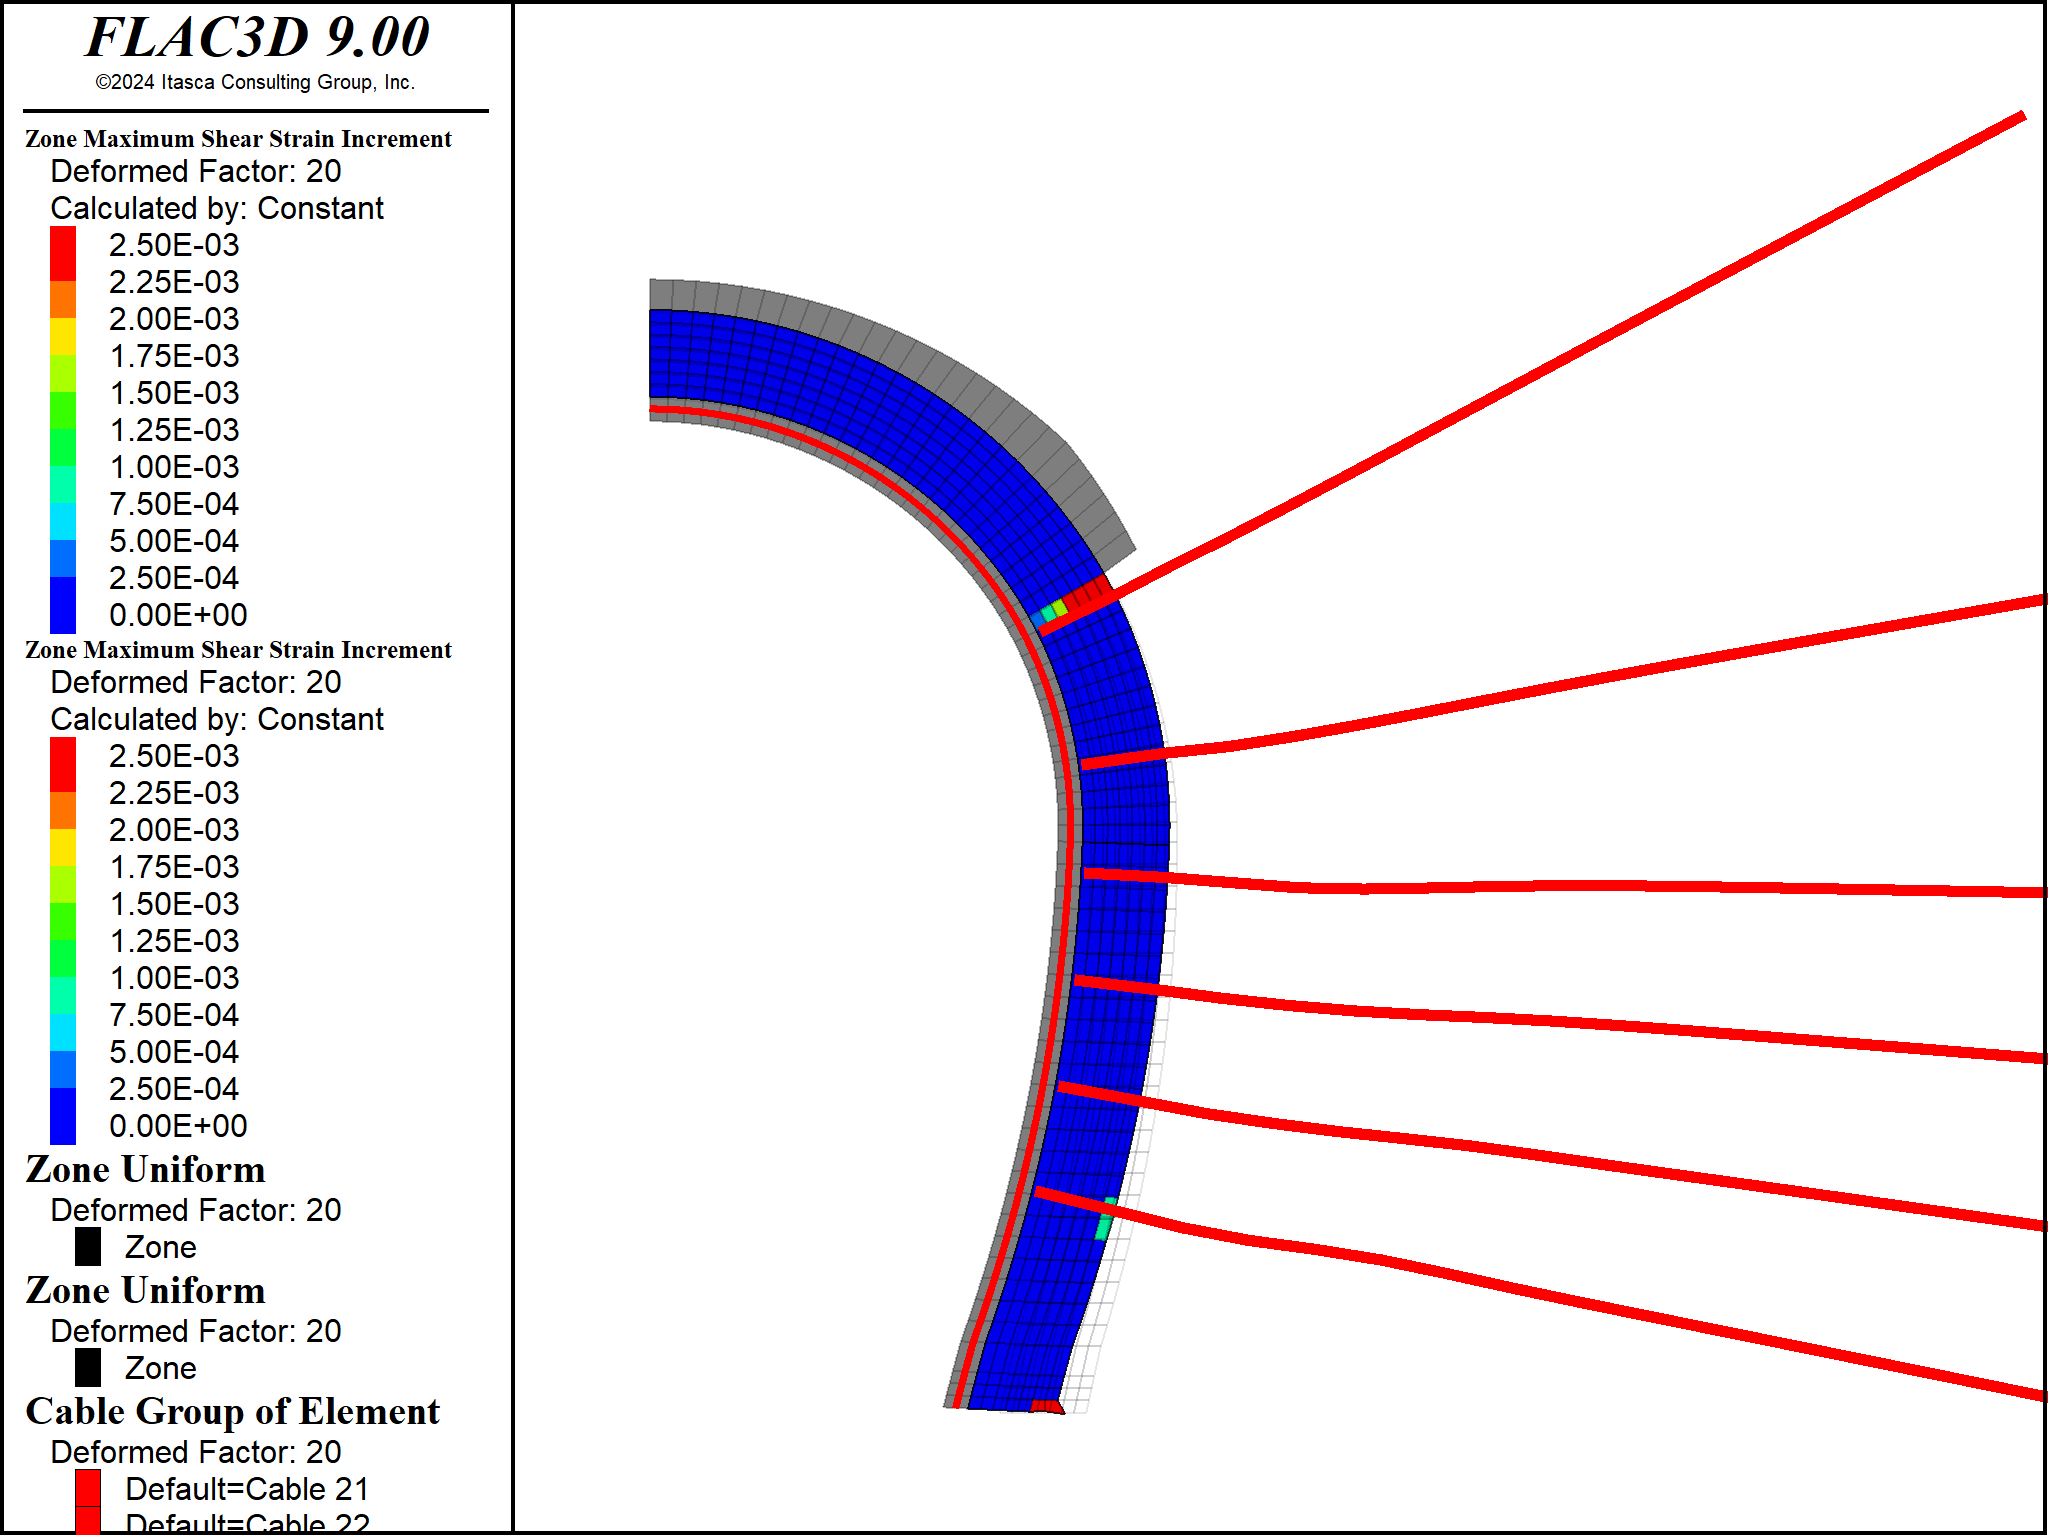 FLAC3D 9.00
©2024 Itasca Consulting Group, Inc.
Zone Maximum Shear Strain Increment
Deformed Factor: 20
Calculated by: Constant
2.50E-03
2.25E-03
2.00E-03
1.75E-03
1.50E-03
1.25E-03
1.00E-03
7.50E-04
5.00E-04
2.50E-04
0.00E+00
Zone Maximum Shear Strain Increment
Deformed Factor: 20
Calculated by: Constant
2.50E-03
2.25E-03
2.00E-03
1.75E-03
1.50E-03
1.25E-03
1.00E-03
7.50E-04
5.00E-04
2.50E-04
0.00E+00
Zone Uniform
Deformed Factor: 20
Zone
Zone Uniform
Deformed Factor: 20
Zone
Cable Group of Element
Deformed Factor: 20
Default=Cable 21
Default=Cable 22